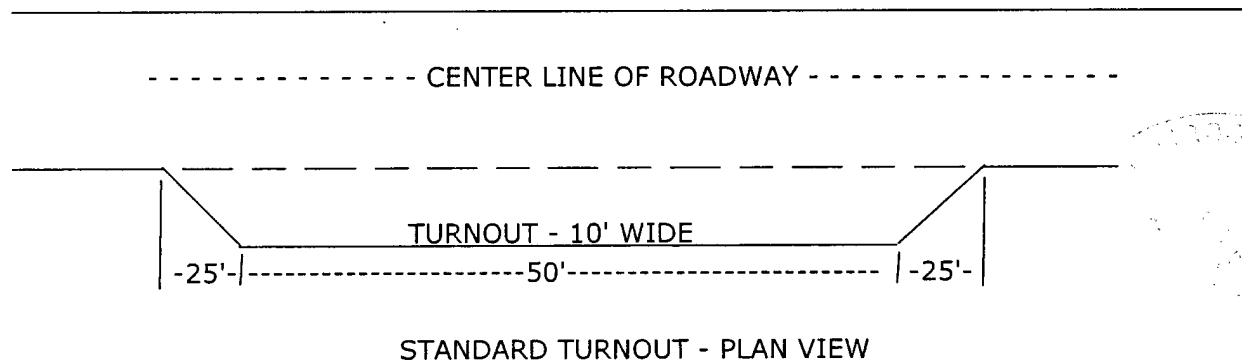 - - - - - - - - - - - - - - CENTER LINE OF ROADWAY - - - - - - - - - - - - - - - -
TURNOUT - 10' WIDE
-25'-|-----------------------50'-------------------------- | -25'-
STANDARD TURNOUT - PLAN VIEW